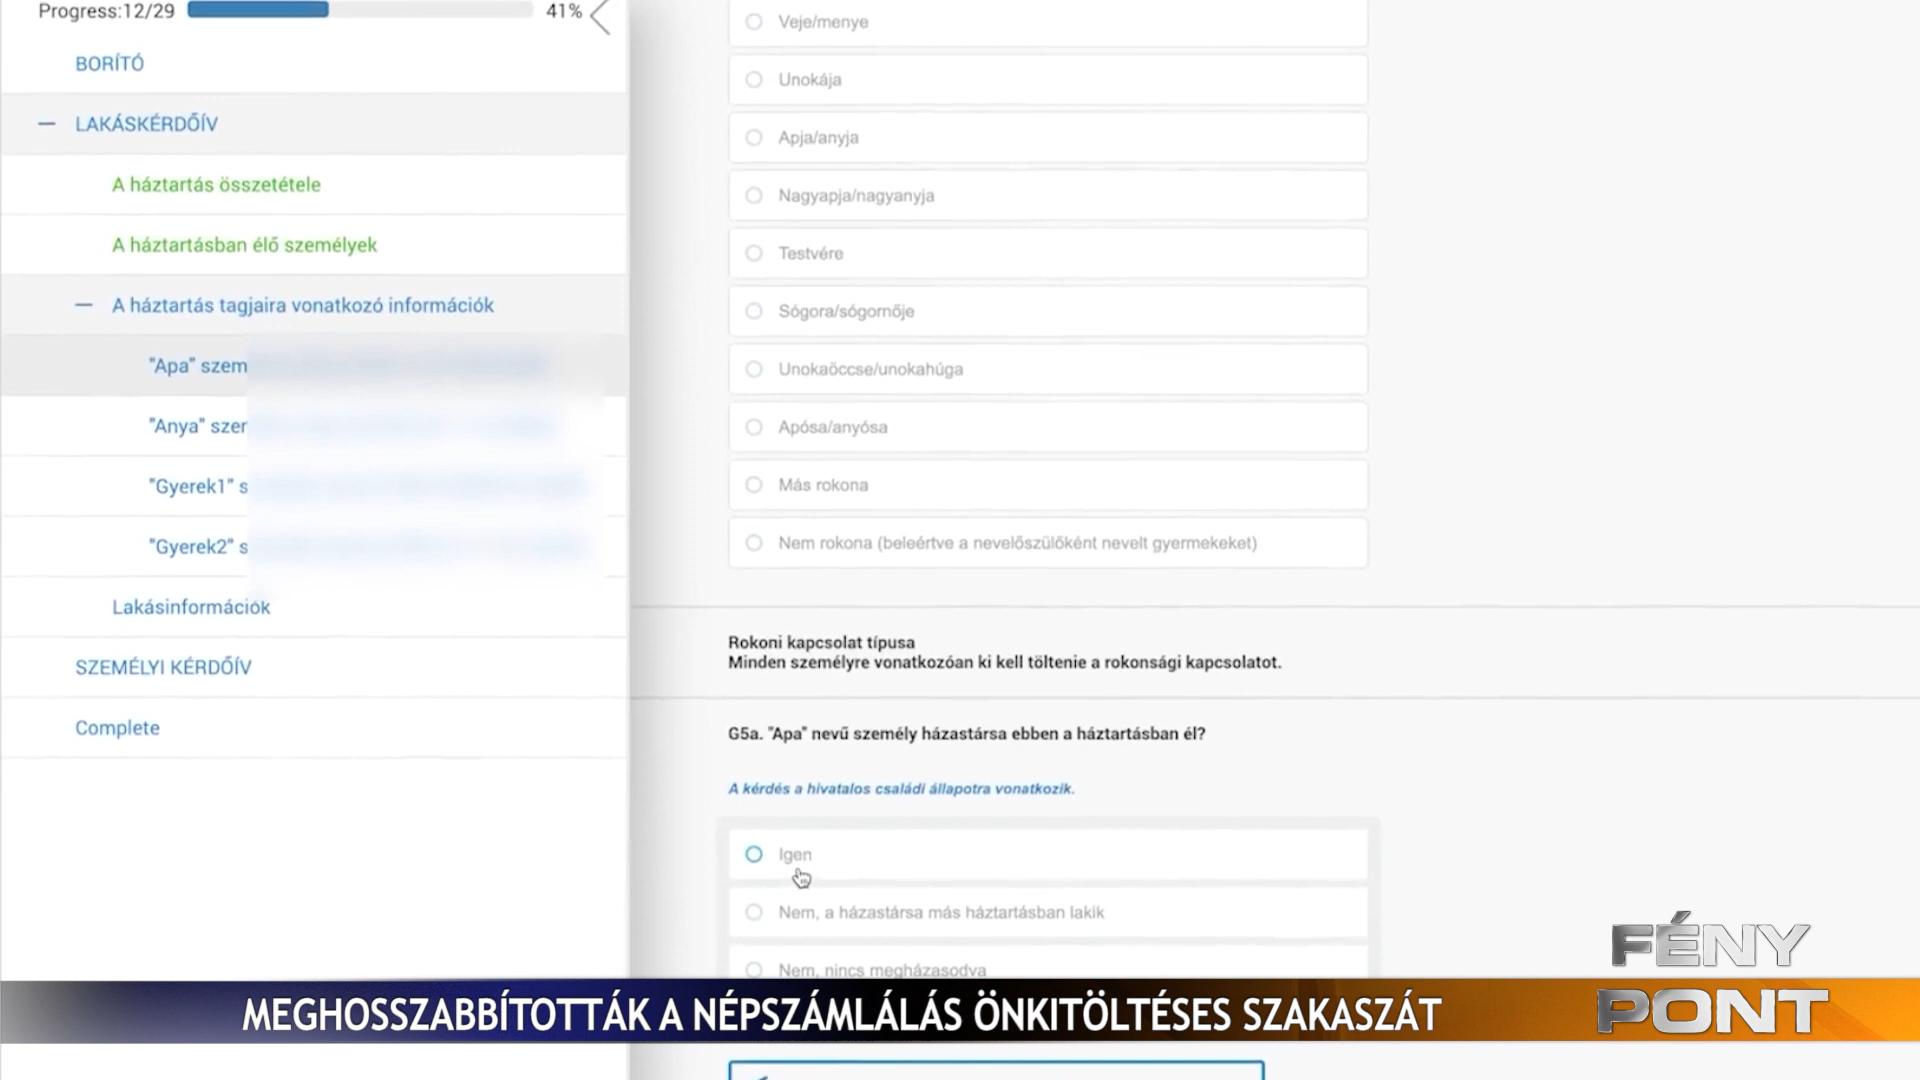 Progress:12/29
41%
BORÍTÓ
LAKÁSKÉRDŐÍV
A háztartás összetétele
A háztartásban élő személyek
A háztartás tagjaira vonatkozó információk
"Apa"
"Anya"
"Gyerek1"
"Gyerek2"
Lakásinformációk
SZEMÉLYI KÉRDŐÍV
Complete
Veje/menye
Unokája
Apja/anyja
Nagyapja/nagyanyja
Testvére
Sógora/sógornője
Unokaöccse/unokahúga
Apósa/anyósa
Más rokona
Nem rokona (beleértve a nevelőszülőként nevelt gyermekeket)
Rokoni kapcsolat típusa
Minden személyre vonatkozóan ki kell töltenie a rokonsági kapcsolatot.
G5a. "Apa" nevű személy házastársa ebben a háztartásban él?
A kérdés a hivatalos családi állapotra vonatkozik.
Igen
Nem, a házastársa más háztartásban lakik
Nem, nincs megházasodva
MEGHOSSZABBÍTOTTÁK A NÉPSZÁMLÁLÁS ÖNKITÖLTÉSES SZAKASZÁT
FÉNY
PONT